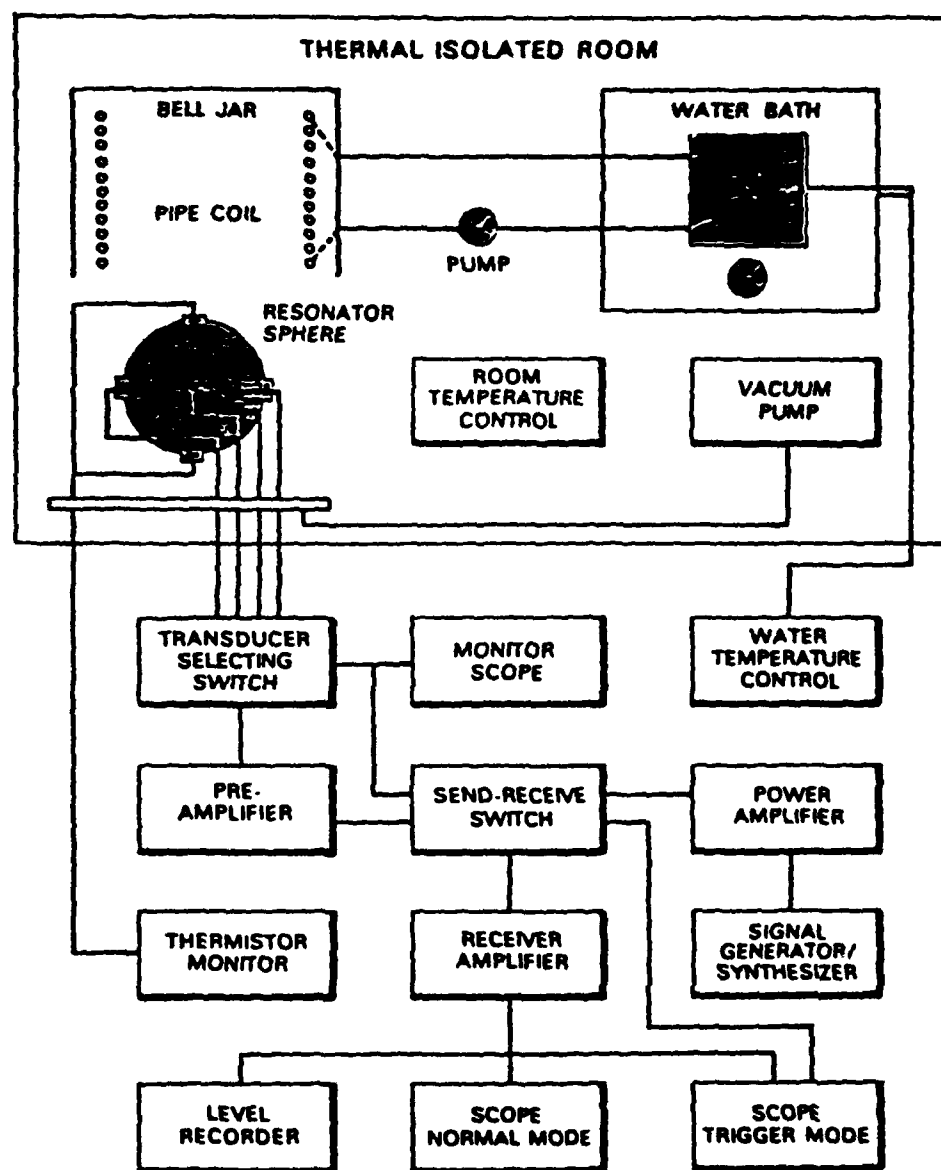 THERMAL ISOLATED ROOM
BELL JAR
WATER BATH
PIPE COIL
PUMP
RESONATOR
SPHERE
ROOM
TEMPERATURE
CONTROL
VACUUM
PUMP
TRANSDUCER
SELECTING
SWITCH
MONITOR
SCOPE
WATER
TEMPERATURE
CONTROL
PRE-
AMPLIFIER
SEND-RECEIVE
SWITCH
POWER
AMPLIFIER
THERMISTOR
MONITOR
RECEIVER
AMPLIFIER
SIGNAL
GENERATOR/
SYNTHESIZER
LEVEL
RECORDER
SCOPE
NORMAL MODE
SCOPE
TRIGGER MODE